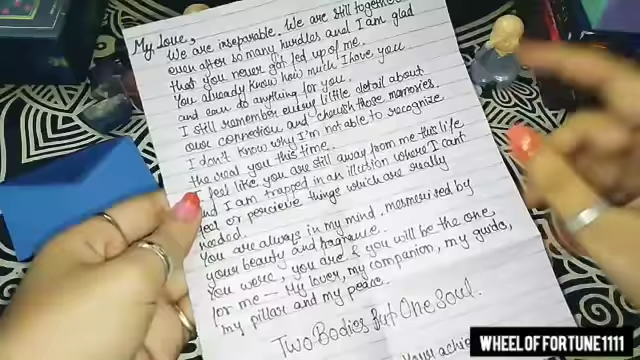 My Love,
We are inseparable. We are still together
even after so many hurdles and I am glad
that you never got fed up of me.
You already know how much I love you
and can do anything for you.
I still remember every little detail about
our connection and cherish those memories.
I don't know why I'm not able to recognize
the real you this time.
I feel like you are still away from me this life
and I am trapped in an illusion where I can't
feel or percieve things which are really
needed.
You are always in my mind. mesmerised by
your beauty and fragrance.
You were, you are & you will be the one
for me — My lover, my companion, my guide,
my pillar and my peace.
Two Bodies But One Soul.
Your
WHEEL OF FORTUNE1111